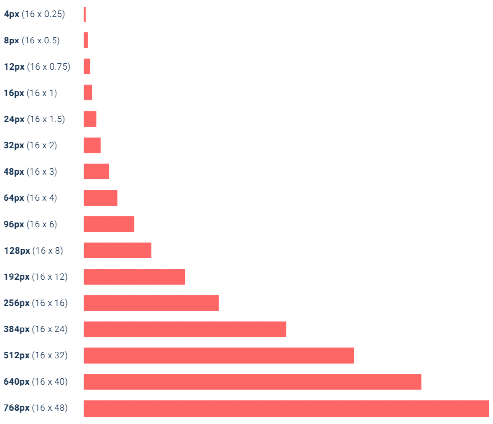 4px (16 x 0.25)
8px (16 x 0.5)
12px (16 x 0.75)
16px (16 x 1)
24px (16 x 1.5)
32px (16 x 2)
48px (16 x 3)
64px (16 x 4)
96px (16 x 6)
128px (16 x 8)
192px (16 x 12)
256px (16 x 16)
384px (16 x 24)
512px (16 x 32)
640px (16 x 40)
768px (16 x 48)